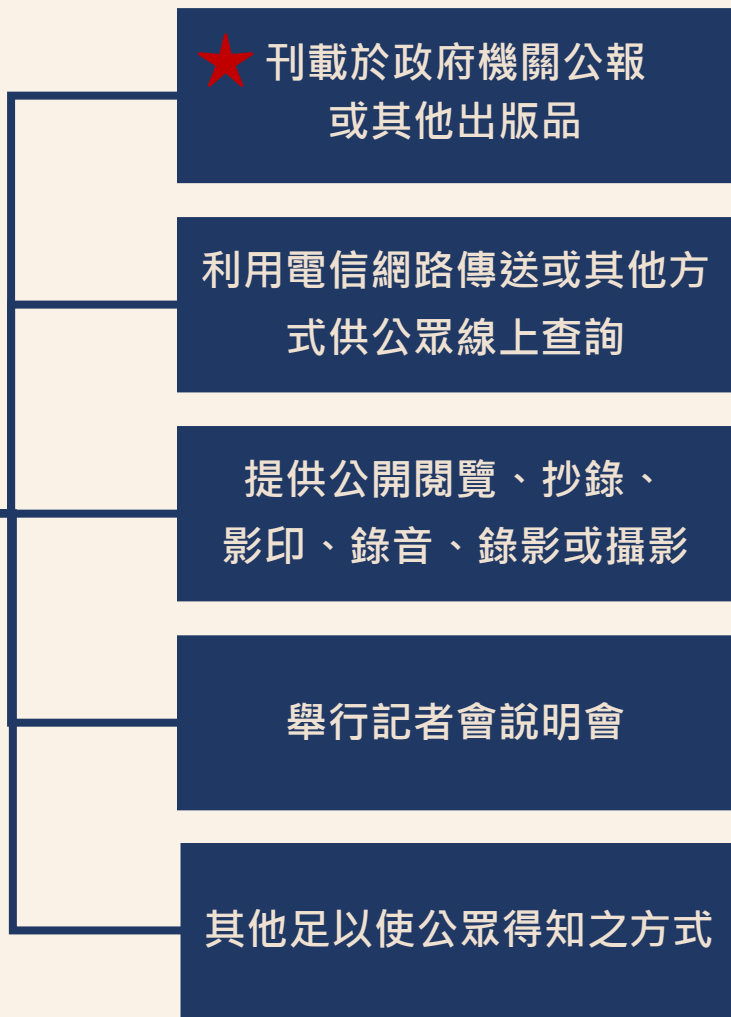 刊載於政府機關公報
或其他出版品
利用電信網路傳送或其他方
式供公眾線上查詢
提供公開閱覽、抄錄、
影印、錄音、錄影或攝影
舉行記者會說明會
其他足以使公眾得知之方式